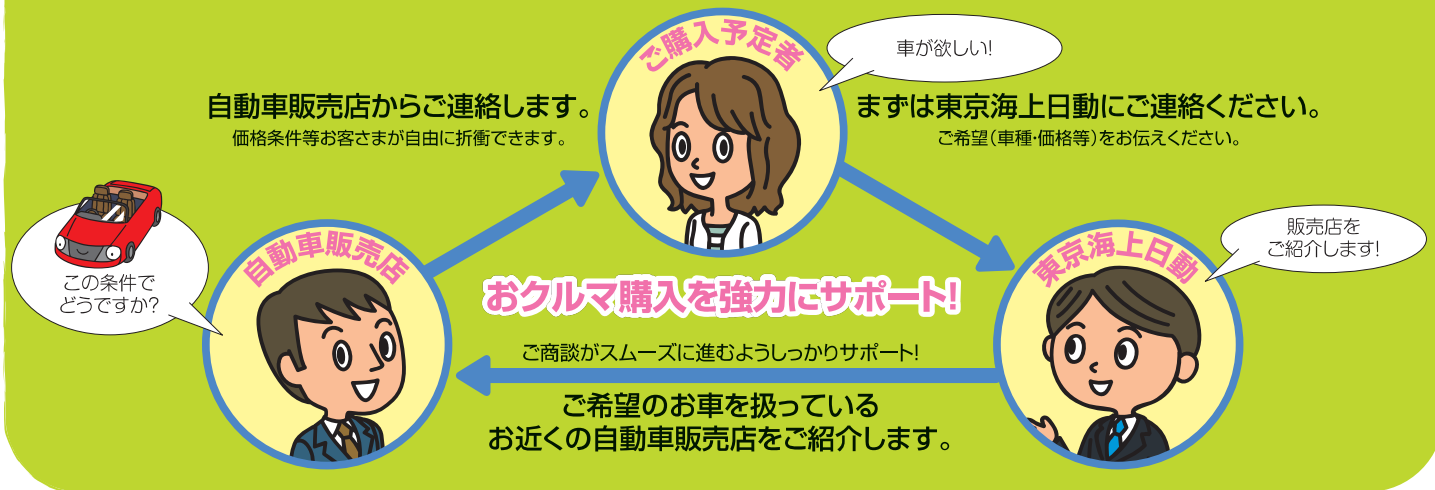 ご購入予定者
車が欲しい!
自動車販売店からご連絡します。
価格条件等お客さまが自由に折衝できます。
まずは東京海上日動にご連絡ください。
ご希望(車種・価格等)をお伝えください。
この条件で
どうですか?
自動車販売店
東京海上日動
販売店を
ご紹介します!
おクルマ購入を強力にサポート!
ご商談がスムーズに進むようしっかりサポート!
ご希望のお車を扱っている
お近くの自動車販売店をご紹介します。